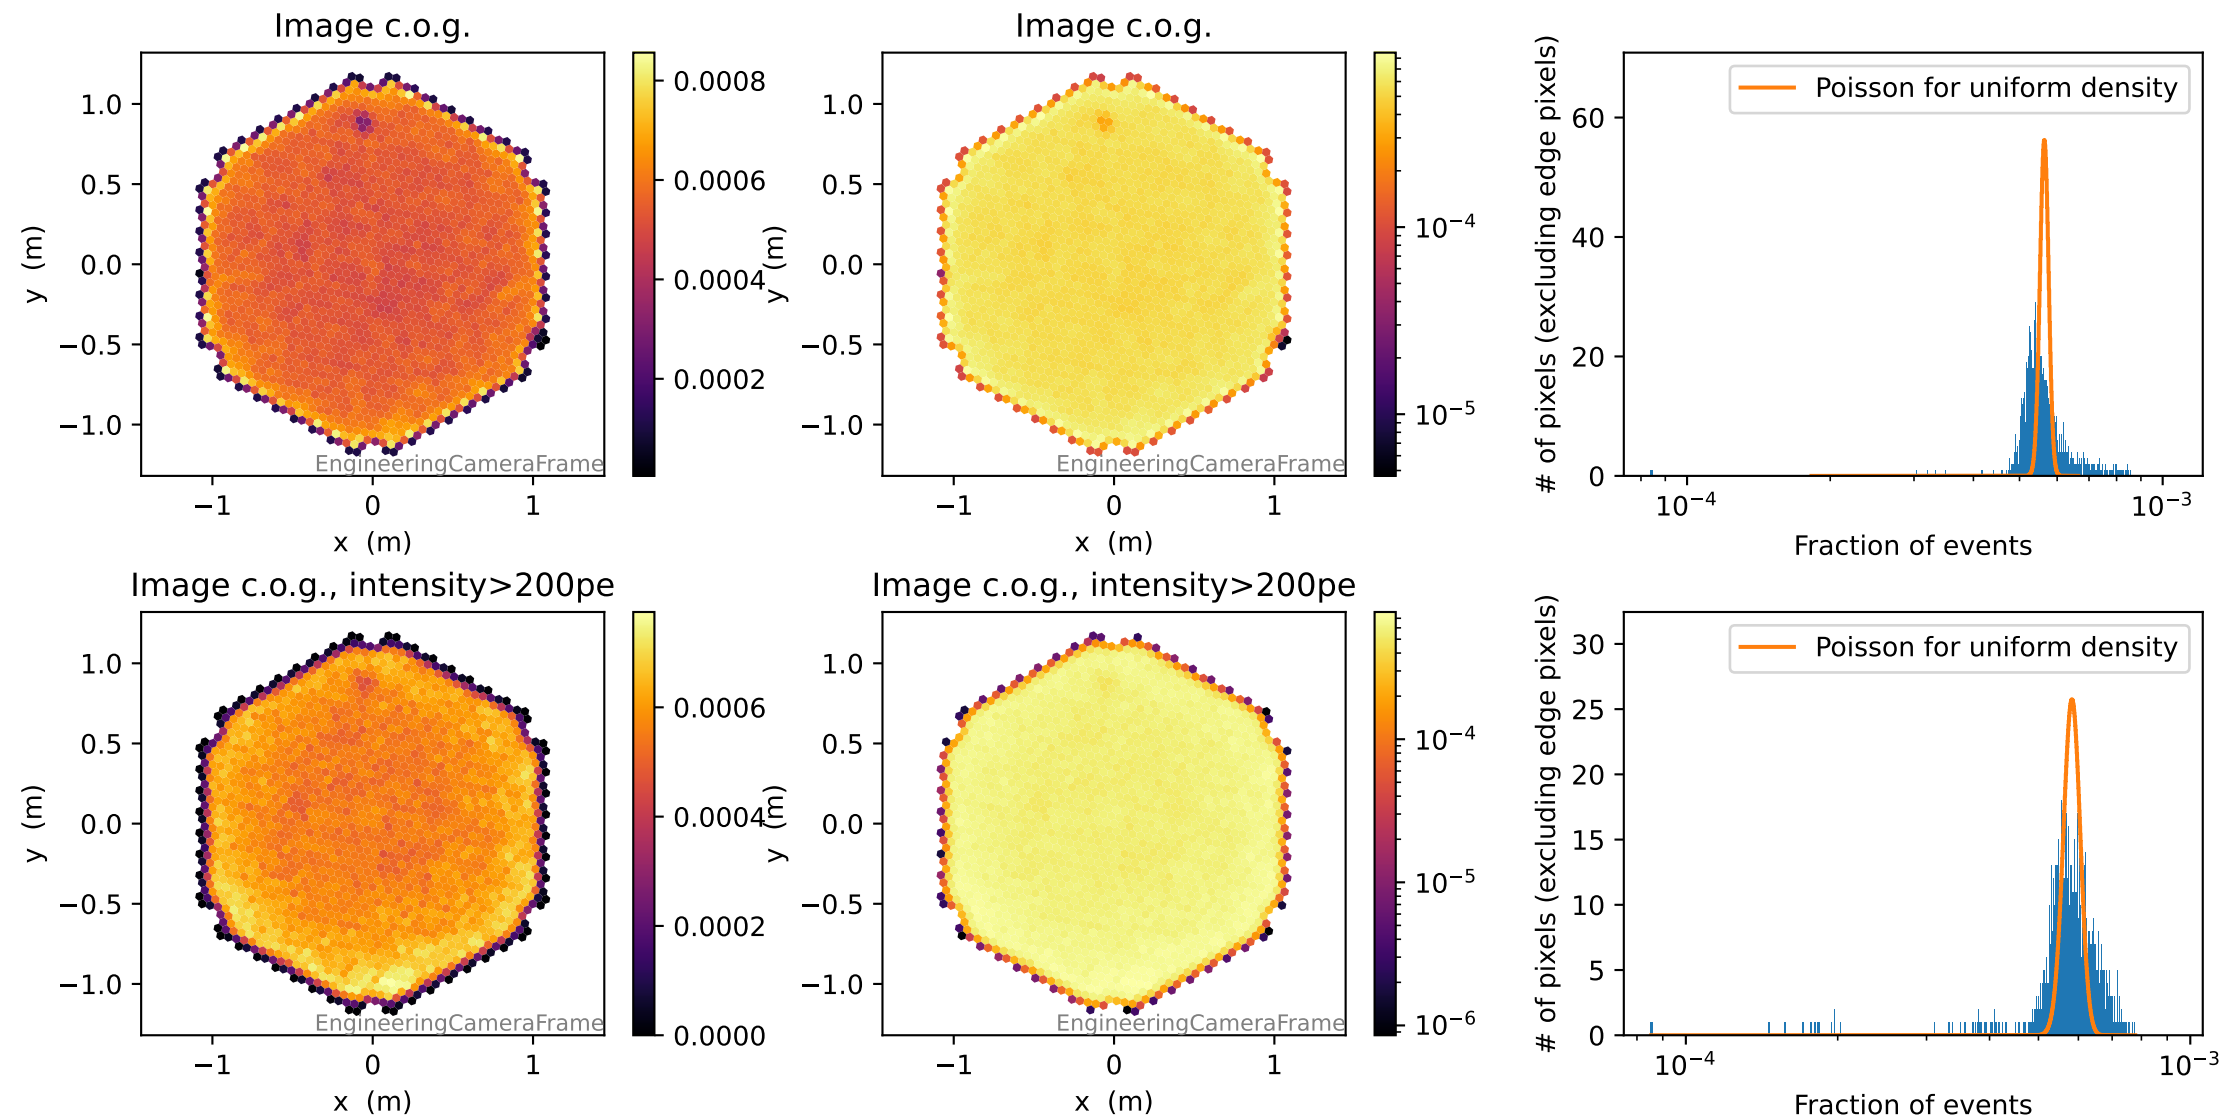 Image c.o.g.
y (m)
1.0
0.5
0.0
−0.5
−1.0
−1 0 1
x (m)
EngineeringCameraFrame
0.0008
0.0006
0.0004
0.0002
Image c.o.g.
y (m)
1.0
0.5
0.0
−0.5
−1.0
−1 0 1
x (m)
EngineeringCameraFrame
10−4
10−5
# of pixels (excluding edge pixels)
60
40
20
0
Poisson for uniform density
10−4 10−3
Fraction of events
Image c.o.g., intensity>200pe
y (m)
1.0
0.5
0.0
−0.5
−1.0
−1 0 1
x (m)
EngineeringCameraFrame
0.0006
0.0004
0.0002
0.0000
Image c.o.g., intensity>200pe
y (m)
1.0
0.5
0.0
−0.5
−1.0
−1 0 1
x (m)
EngineeringCameraFrame
10−4
10−5
10−6
# of pixels (excluding edge pixels)
30
25
20
15
10
5
0
Poisson for uniform density
10−4 10−3
Fraction of events